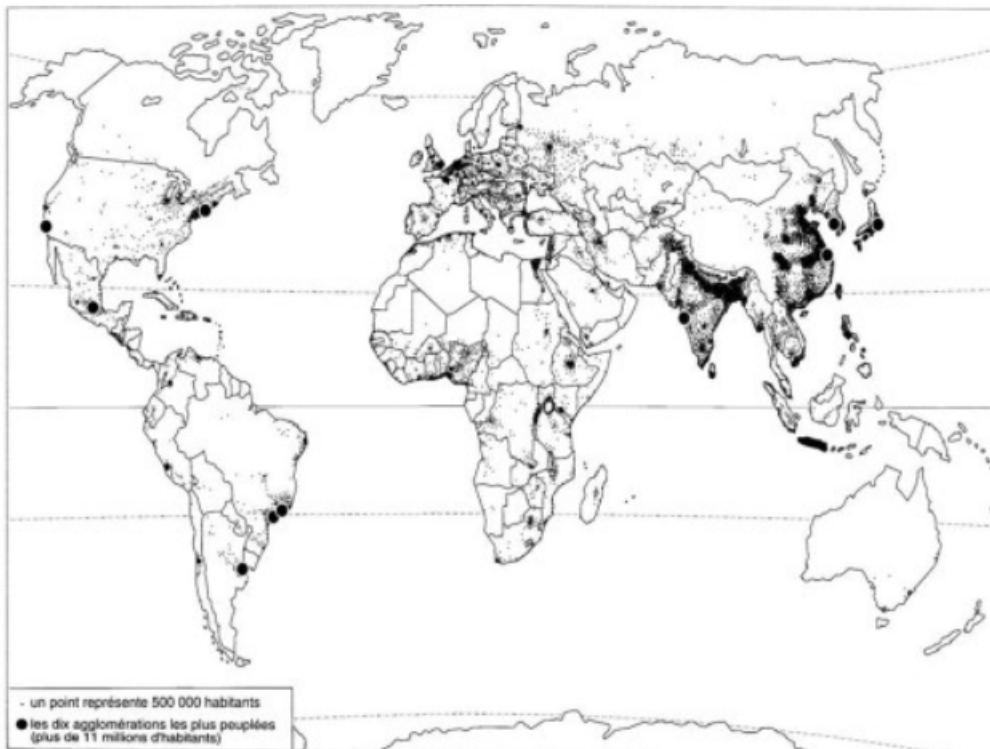 un point représente 500 000 habitants
les dix agglomérations les plus peuplées
(plus de 11 millions d'habitants)